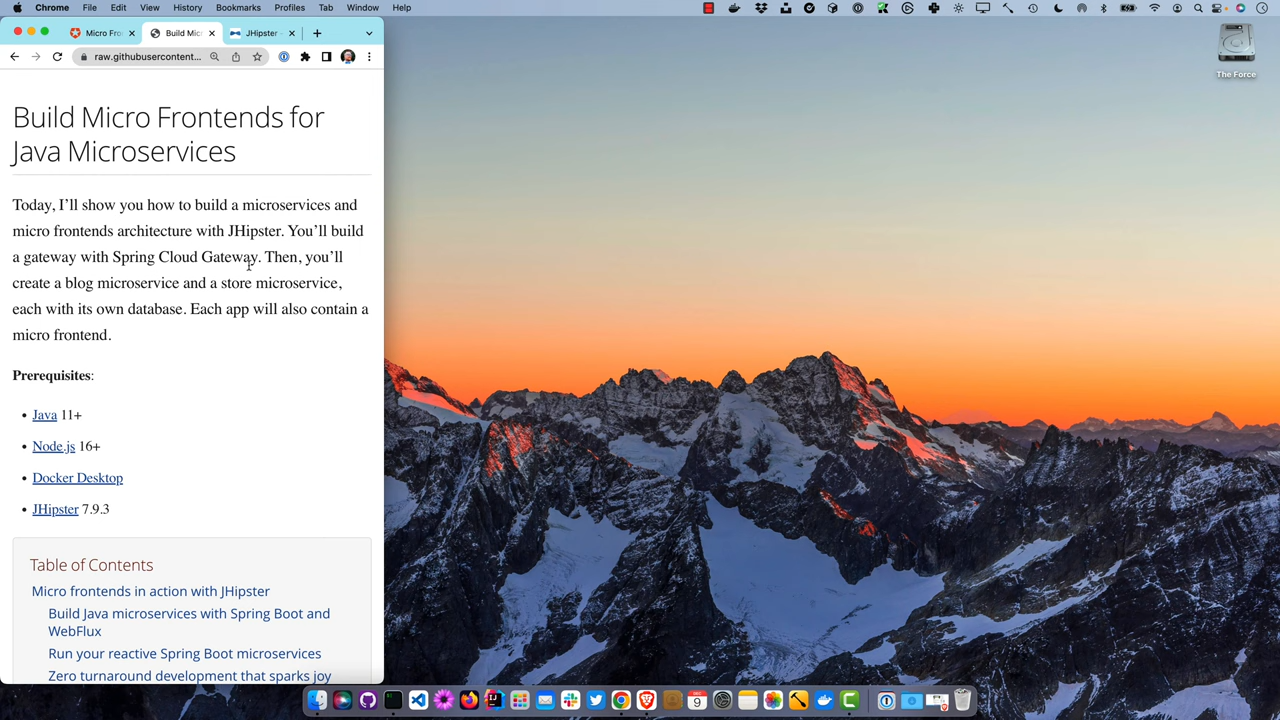 Chrome File Edit View History Bookmarks Profiles Tab Window Help
Micro Fro
Build Mic
JHipster
raw.githubusercontent...
The Force
Build Micro Frontends for
Java Microservices
Today, I’ll show you how to build a microservices and
micro frontends architecture with JHipster. You’ll build
a gateway with Spring Cloud Gateway. Then, you’ll
create a blog microservice and a store microservice,
each with its own database. Each app will also contain a
micro frontend.
Prerequisites:
• Java 11+
• Node.js 16+
• Docker Desktop
• JHipster 7.9.3
Table of Contents
Micro frontends in action with JHipster
Build Java microservices with Spring Boot and
WebFlux
Run your reactive Spring Boot microservices
Zero turnaround development that sparks joy
9